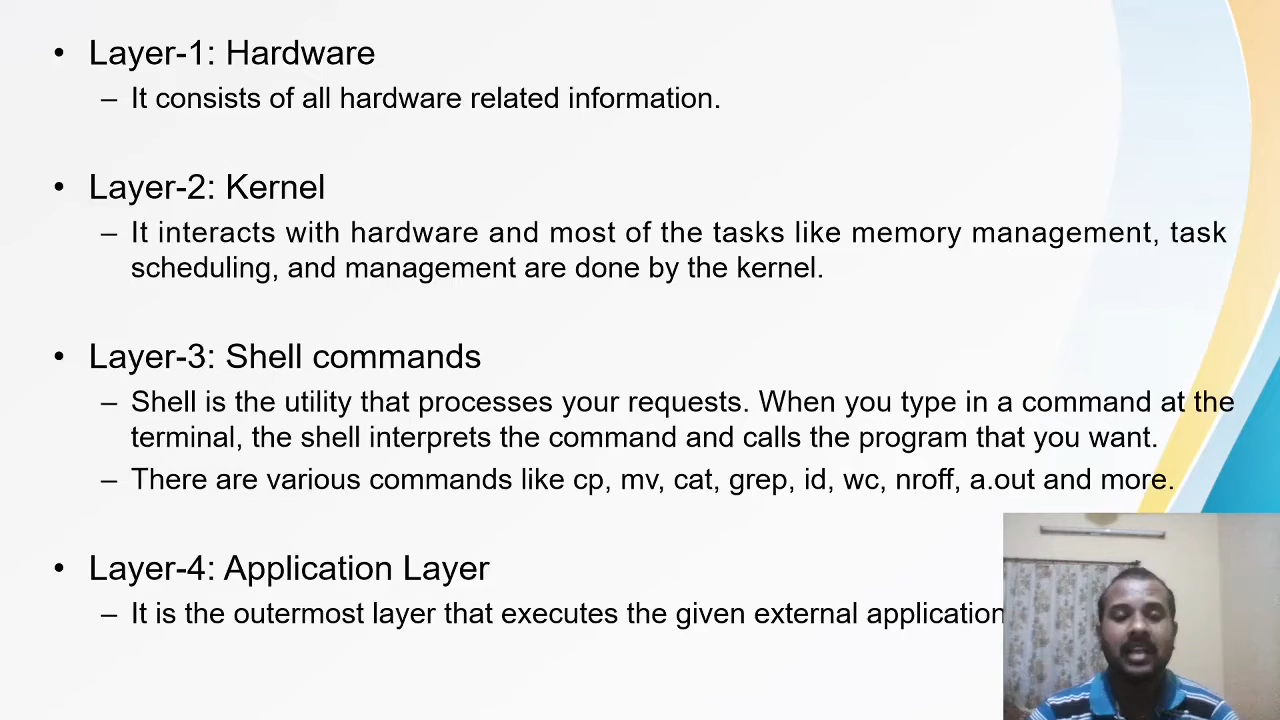 • Layer-1: Hardware
– It consists of all hardware related information.
• Layer-2: Kernel
– It interacts with hardware and most of the tasks like memory management, task
scheduling, and management are done by the kernel.
• Layer-3: Shell commands
– Shell is the utility that processes your requests. When you type in a command at the
terminal, the shell interprets the command and calls the program that you want.
– There are various commands like cp, mv, cat, grep, id, wc, nroff, a.out and more.
• Layer-4: Application Layer
– It is the outermost layer that executes the given external application